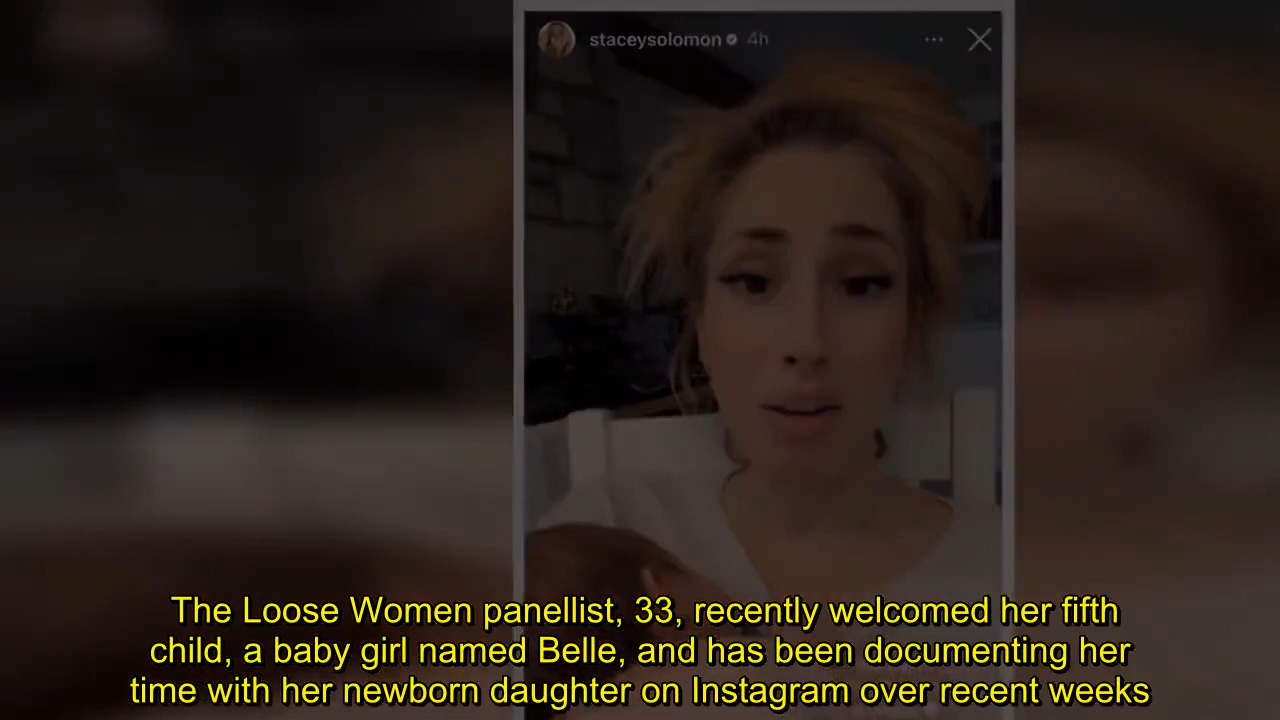 staceysolomon 4h
The Loose Women panellist, 33, recently welcomed her fifth
child, a baby girl named Belle, and has been documenting her
time with her newborn daughter on Instagram over recent weeks